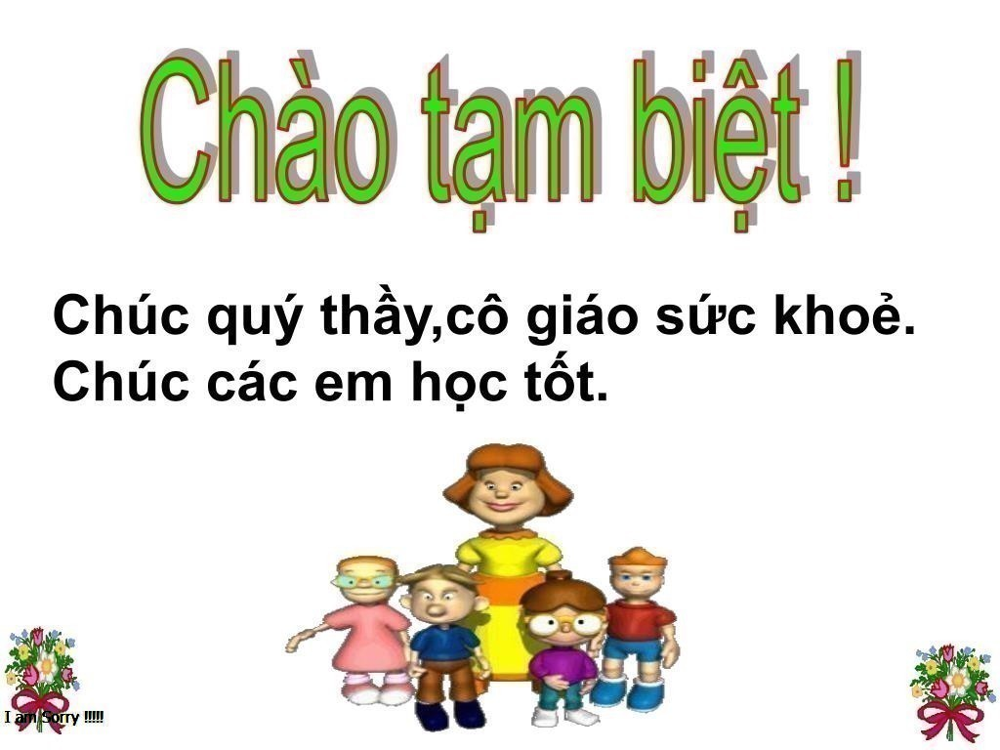 Chào tạm biệt !
Chúc quý thầy,cô giáo sức khoẻ.
Chúc các em học tốt.
I am Sorry !!!!!